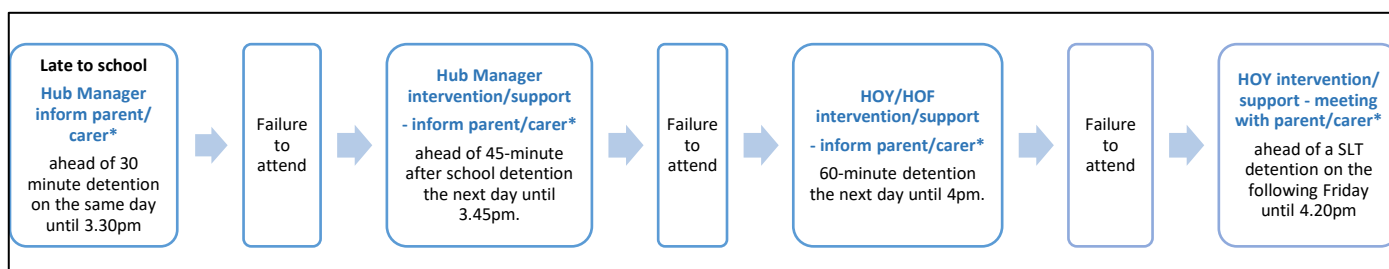 Late to school
Hub Manager
inform parent/
carer*
ahead of 30
minute detention
on the same day
until 3.30pm
Failure
to
attend
Hub Manager
intervention/support
- inform parent/carer*
ahead of 45-minute
after school detention
the next day until
3.45pm.
Failure
to
attend
HOY/HOF
intervention/support
- inform parent/carer*
60-minute detention
the next day until 4pm.
Failure
to
attend
HOY intervention/
support - meeting
with parent/carer*
ahead of a SLT
detention on the
following Friday
until 4.20pm